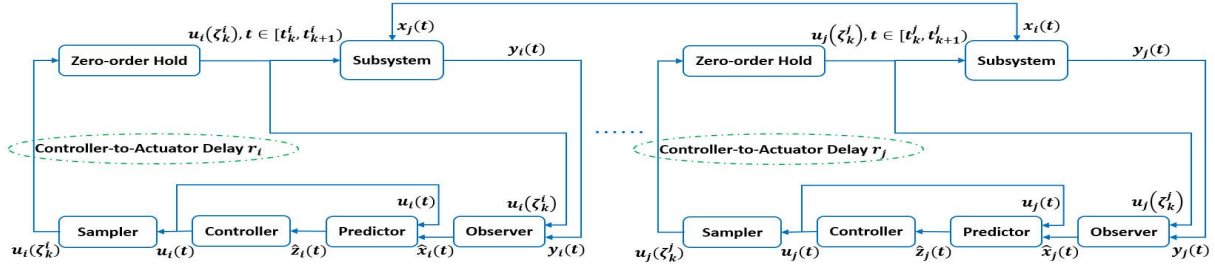 u_i(ζ_k^i), t ∈ [t_k^i, t_{k+1}^i)
x_j(t)
Zero-order Hold
Subsystem
y_i(t)
Controller-to-Actuator Delay r_i
u_i(t)
u_i(ζ_k^i)
Sampler
Controller
Predictor
Observer
u_i(ζ_k^i)
u_i(t)
ẑ_i(t)
x̂_i(t)
y_i(t)
......
u_j(ζ_k^j), t ∈ [t_k^j, t_{k+1}^j)
x_i(t)
Zero-order Hold
Subsystem
y_j(t)
Controller-to-Actuator Delay r_j
u_j(t)
u_j(ζ_k^j)
Sampler
Controller
Predictor
Observer
u_j(ζ_k^j)
u_j(t)
ẑ_j(t)
x̂_j(t)
y_j(t)